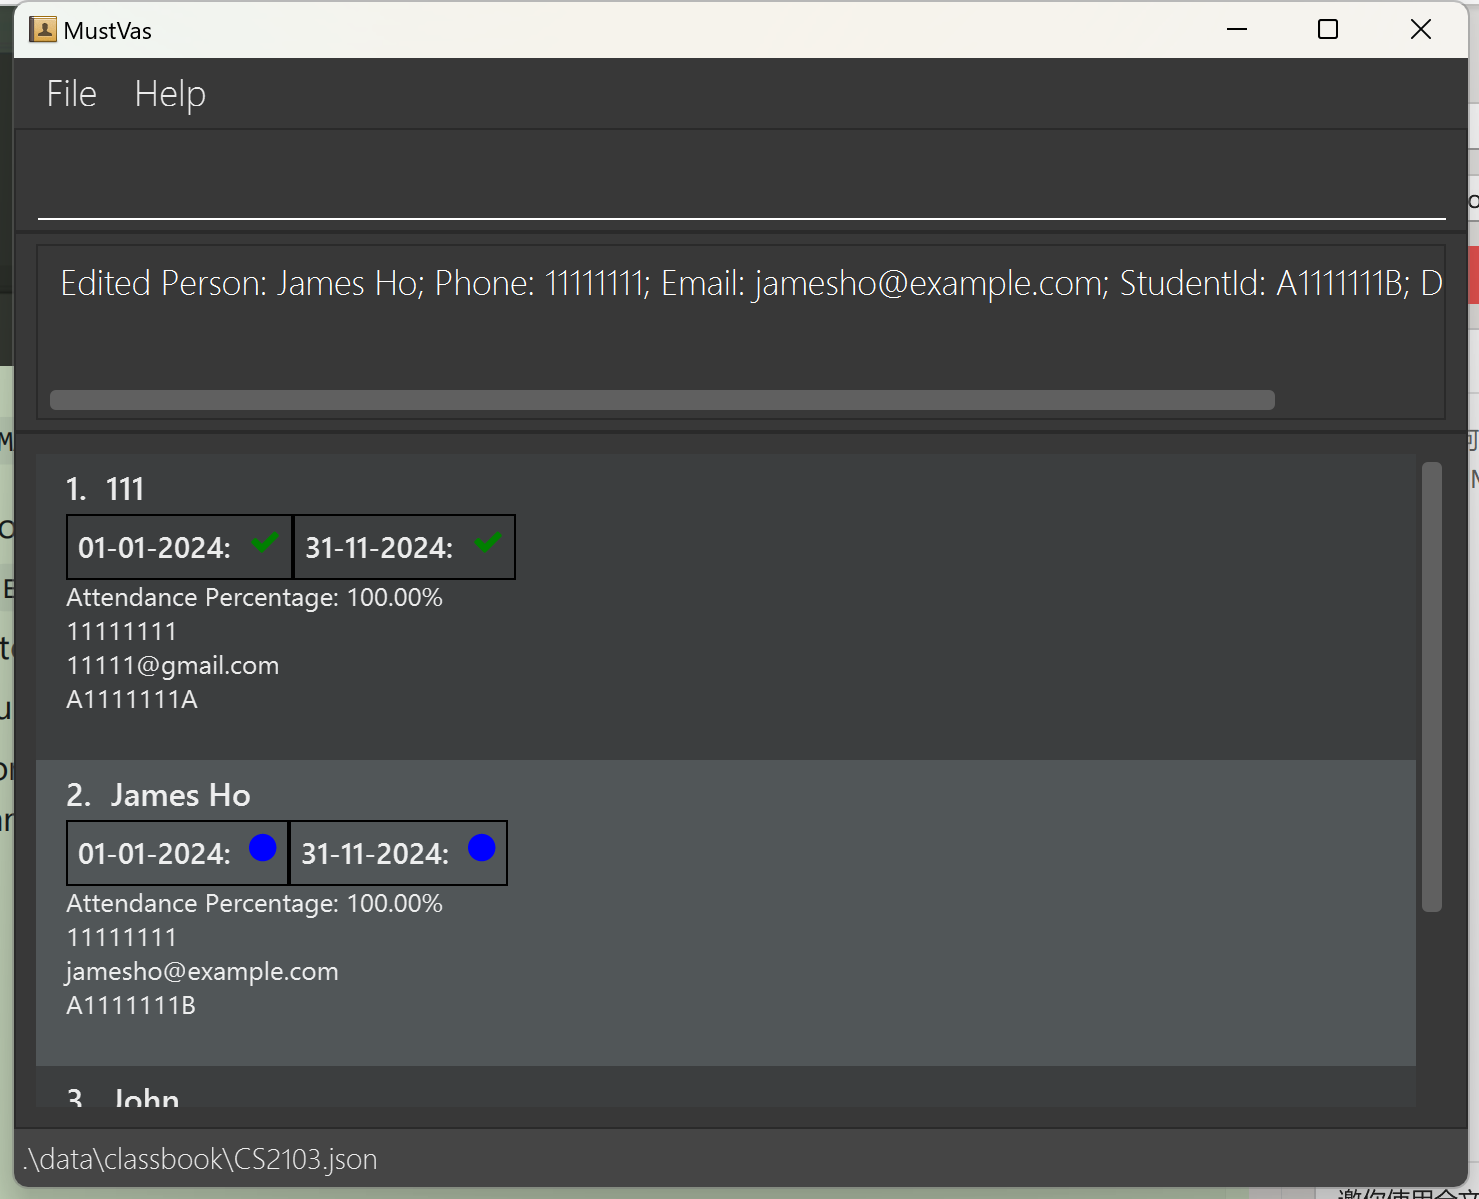 MustVas
File Help
Edited Person: James Ho; Phone: 11111111; Email: jamesho@example.com; StudentId: A1111111B; D
1. 111
01-01-2024: 31-11-2024:
Attendance Percentage: 100.00%
11111111
11111@gmail.com
A1111111A
2. James Ho
01-01-2024: 31-11-2024:
Attendance Percentage: 100.00%
11111111
jamesho@example.com
A1111111B
3. John
.\data\classbook\CS2103.json